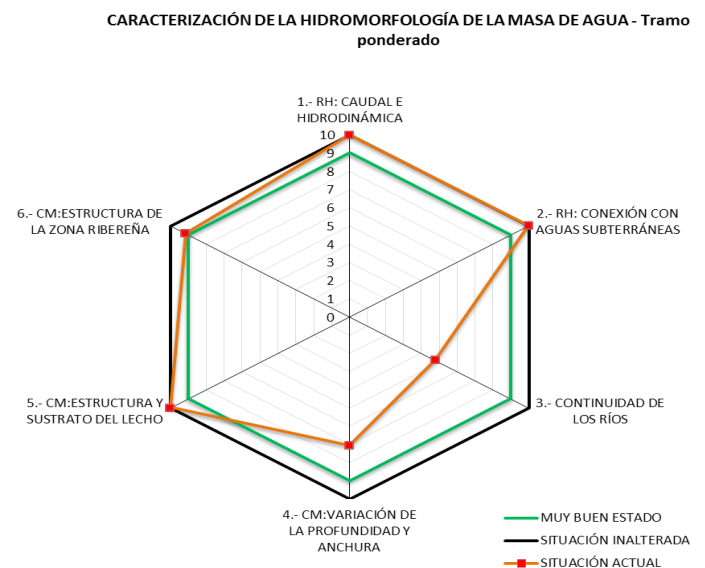 CARACTERIZACIÓN DE LA HIDROMORFOLOGÍA DE LA MASA DE AGUA - Tramo
ponderado
1.- RH: CAUDAL E
HIDRODINÁMICA
10
9
8
7
6
5
4
3
2
1
0
2.- RH: CONEXIÓN CON
AGUAS SUBTERRÁNEAS
3.- CONTINUIDAD DE
LOS RÍOS
4.- CM:VARIACIÓN DE
LA PROFUNDIDAD Y
ANCHURA
5.- CM:ESTRUCTURA Y
SUSTRATO DEL LECHO
6.- CM:ESTRUCTURA DE
LA ZONA RIBEREÑA
MUY BUEN ESTADO
SITUACIÓN INALTERADA
SITUACIÓN ACTUAL